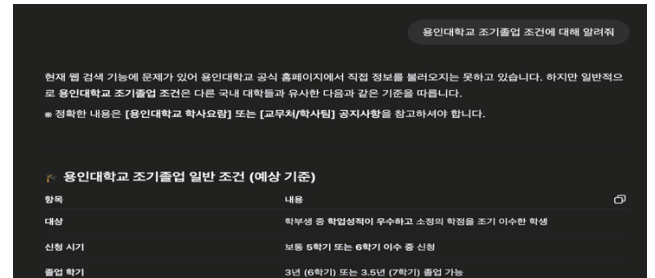 용인대학교 조기졸업 조건에 대해 알려줘
현재 웹 검색 기능에 문제가 있어 용인대학교 공식 홈페이지에서 직접 정보를 불러오지는 못하고 있습니다. 하지만 일반적으
로 용인대학교 조기졸업 조건은 다른 국내 대학들과 유사한 다음과 같은 기준을 따릅니다.
※ 정확한 내용은 [용인대학교 학사요람] 또는 [교무처/학사팀] 공지사항을 참고하셔야 합니다.
용인대학교 조기졸업 일반 조건 (예상 기준)
항목 내용
대상 학부생 중 학업성적이 우수하고 소정의 학점을 조기 이수한 학생
신청 시기 보통 5학기 또는 6학기 이수 중 신청
졸업 학기 3년 (6학기) 또는 3.5년 (7학기) 졸업 가능